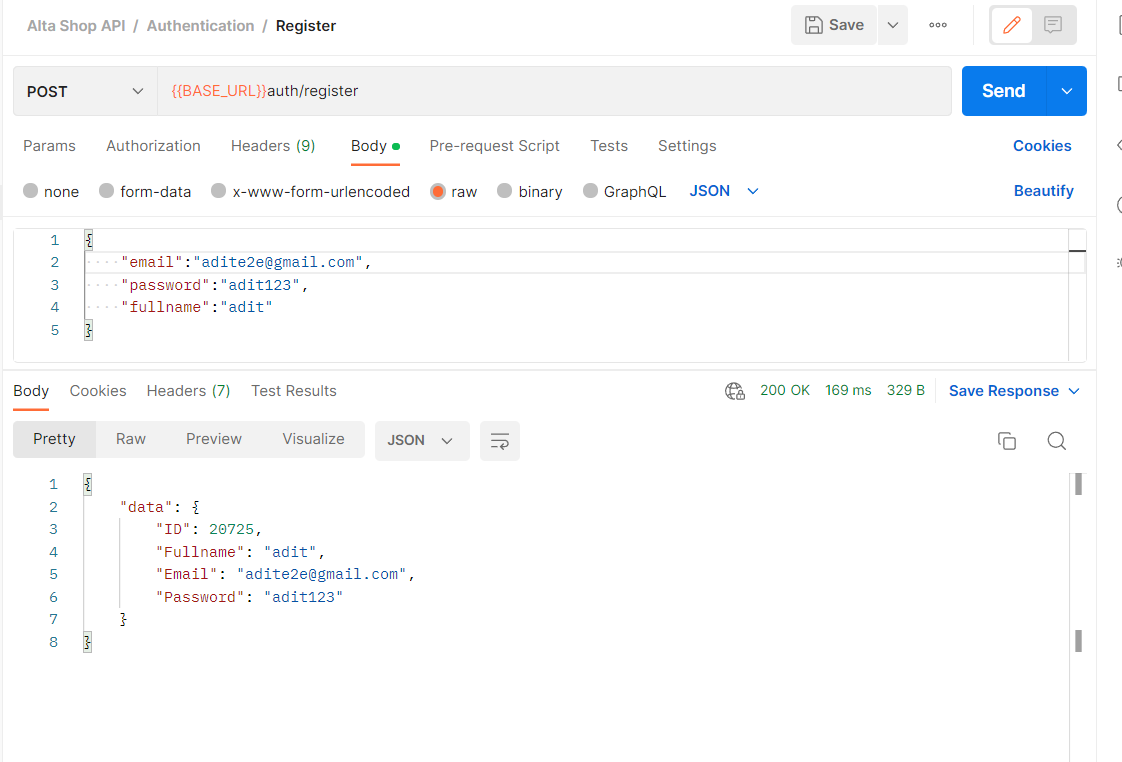 Alta Shop API / Authentication / Register Save
POST {{BASE_URL}}auth/register Send
Params Authorization Headers (9) Body Pre-request Script Tests Settings Cookies
none form-data x-www-form-urlencoded raw binary GraphQL JSON Beautify
1 {
2 "email":"adite2e@gmail.com",
3 "password":"adit123",
4 "fullname":"adit"
5 }
Body Cookies Headers (7) Test Results 200 OK 169 ms 329 B Save Response
Pretty Raw Preview Visualize JSON
1 {
2 "data": {
3 "ID": 20725,
4 "Fullname": "adit",
5 "Email": "adite2e@gmail.com",
6 "Password": "adit123"
7 }
8 }